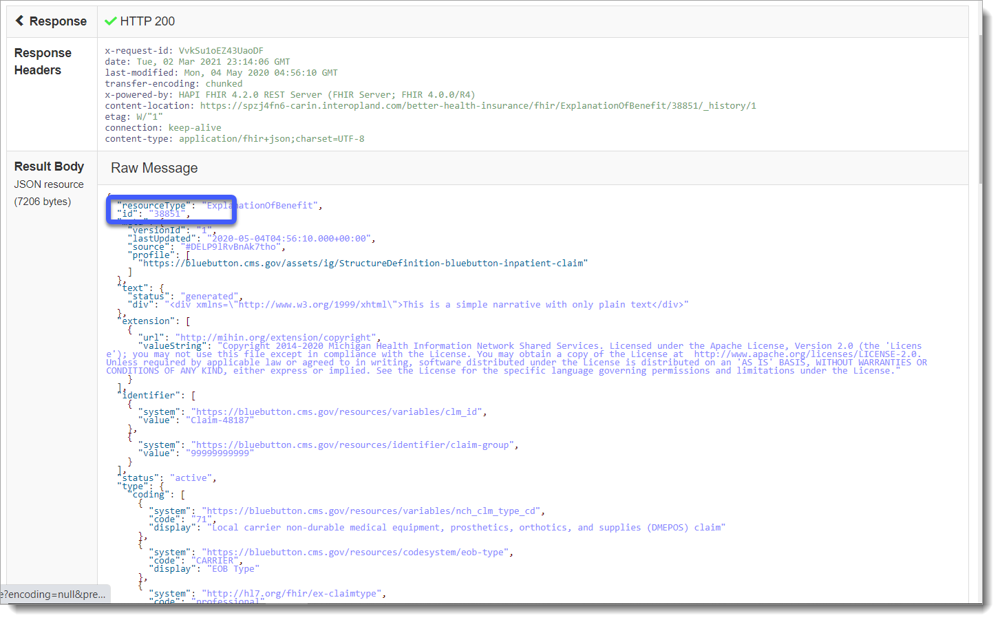 Response
HTTP 200
Response
Headers
x-request-id: VvkSu1oEZ43UaoDF
date: Tue, 02 Mar 2021 23:14:06 GMT
last-modified: Mon, 04 May 2020 04:56:10 GMT
transfer-encoding: chunked
x-powered-by: HAPI FHIR 4.2.0 REST Server (FHIR Server; FHIR 4.0.0/R4)
content-location: https://spzj4fn6-carin.interopland.com/better-health-insurance/fhir/ExplanationOfBenefit/38851/_history/1
etag: W/"1"
connection: keep-alive
content-type: application/fhir+json;charset=UTF-8
Result Body
JSON resource
(7206 bytes)
Raw Message
{
"resourceType": "ExplanationOfBenefit",
"id": "38851",
"meta": {
"versionId": "1",
"lastUpdated": "2020-05-04T04:56:10.000+00:00",
"source": "#DELP9lRvBnAk7tho",
"profile": [
"https://bluebutton.cms.gov/assets/ig/StructureDefinition-bluebutton-inpatient-claim"
]
},
"text": {
"status": "generated",
"div": "<div xmlns=\"http://www.w3.org/1999/xhtml\">This is a simple narrative with only plain text</div>"
},
"extension": [
{
"url": "http://mihin.org/extension/copyright",
"valueString": "Copyright 2014-2020 Michigan Health Information Network Shared Services. Licensed under the Apache License, Version 2.0 (the 'Licens
e'); you may not use this file except in compliance with the License. You may obtain a copy of the License at  http://www.apache.org/licenses/LICENSE-2.0.
Unless required by applicable law or agreed to in writing, software distributed under the License is distributed on an 'AS IS' BASIS, WITHOUT WARRANTIES OR
CONDITIONS OF ANY KIND, either express or implied. See the License for the specific language governing permissions and limitations under the License."
}
],
"identifier": [
{
"system": "https://bluebutton.cms.gov/resources/variables/clm_id",
"value": "Claim-48187"
},
{
"system": "https://bluebutton.cms.gov/resources/identifier/claim-group",
"value": "99999999999"
}
],
"status": "active",
"type": {
"coding": [
{
"system": "https://bluebutton.cms.gov/resources/variables/nch_clm_type_cd",
"code": "71",
"display": "Local carrier non-durable medical equipment, prosthetics, orthotics, and supplies (DMEPOS) claim"
},
{
"system": "https://bluebutton.cms.gov/resources/codesystem/eob-type",
"code": "CARRIER",
"display": "EOB Type"
},
{
"system": "http://hl7.org/fhir/ex-claimtype",
"code": "professional"
e?encoding=null&pre...